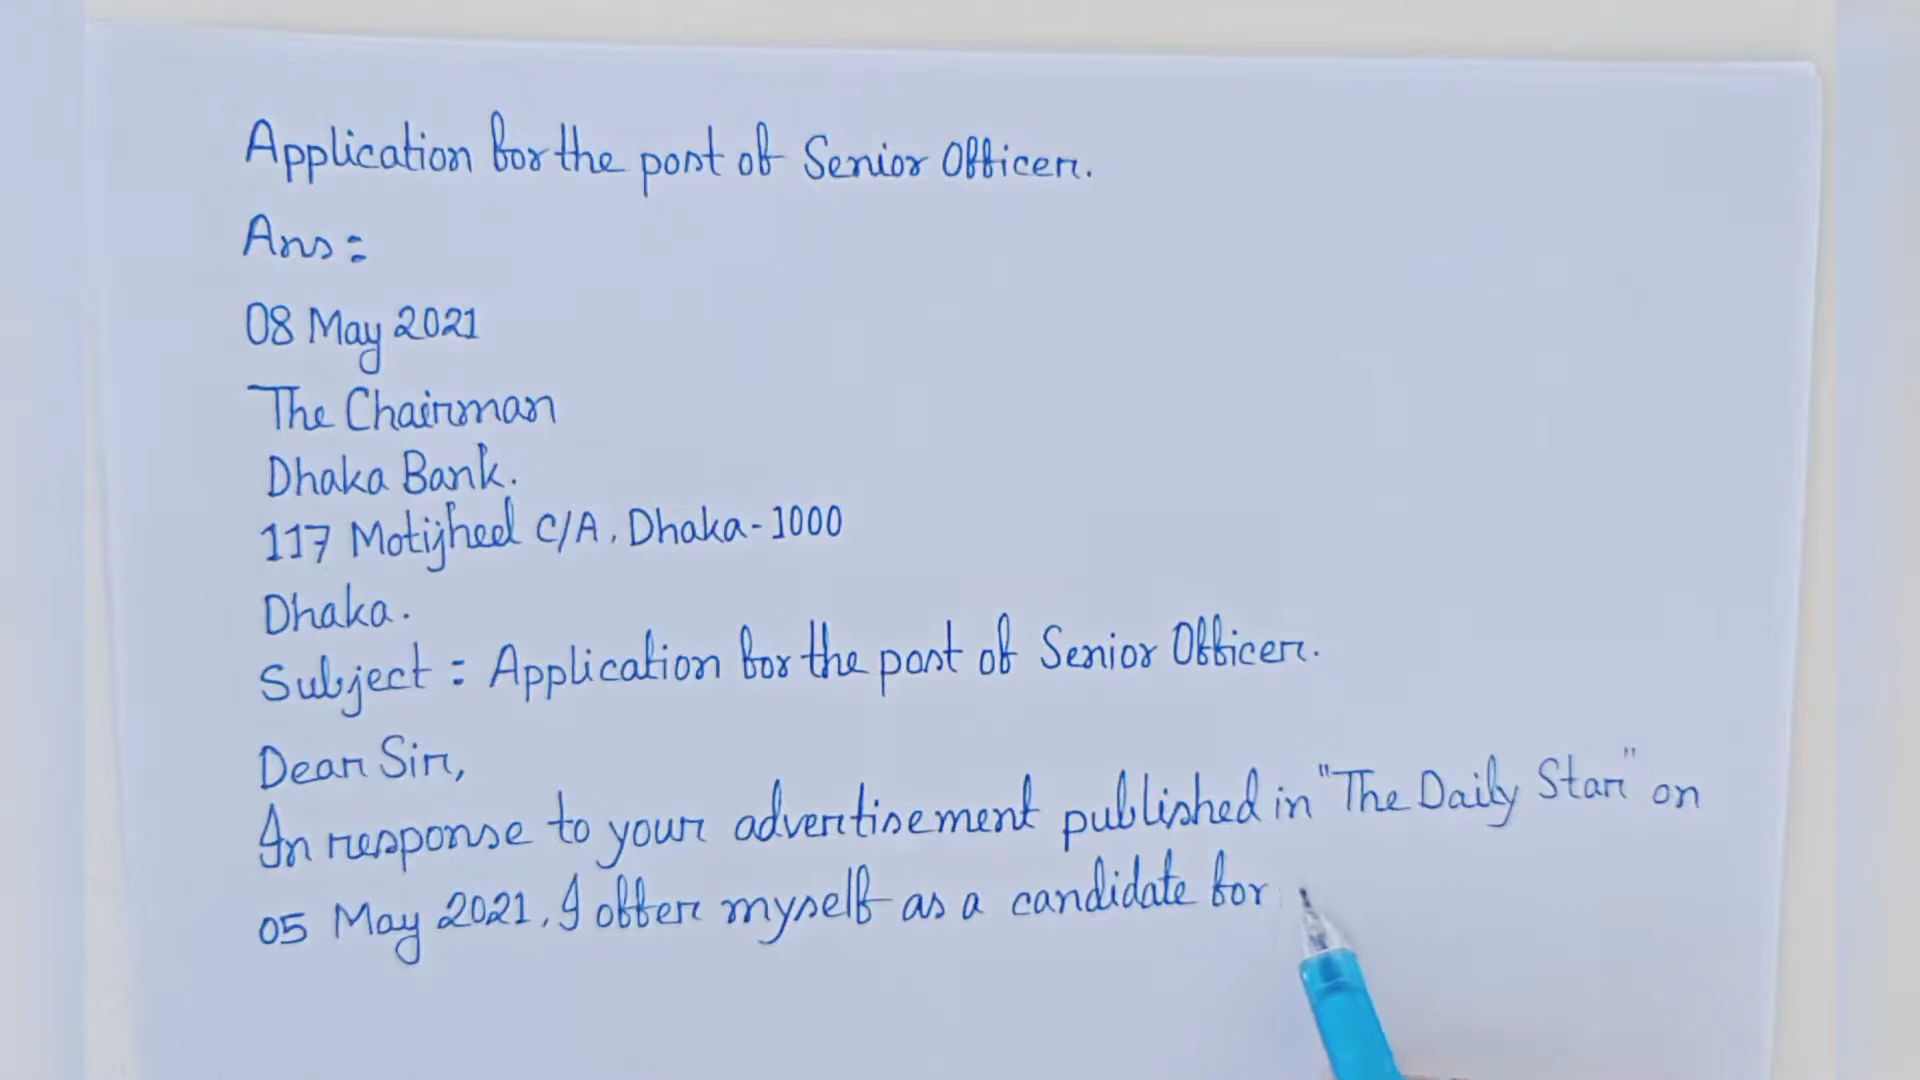 Application for the post of Senior Officer.
Ans:
08 May 2021
The Chairman
Dhaka Bank.
117 Motijheel C/A, Dhaka-1000
Dhaka.
Subject: Application for the post of Senior Officer.
Dear Sir,
In response to your advertisement published in "The Daily Star" on
05 May 2021, I offer myself as a candidate for